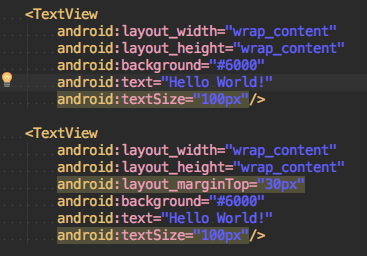 <TextView
android:layout_width="wrap_content"
android:layout_height="wrap_content"
android:background="#6000"
android:text="Hello World!"
android:textSize="100px"/>
<TextView
android:layout_width="wrap_content"
android:layout_height="wrap_content"
android:layout_marginTop="30px"
android:background="#6000"
android:text="Hello World!"
android:textSize="100px"/>